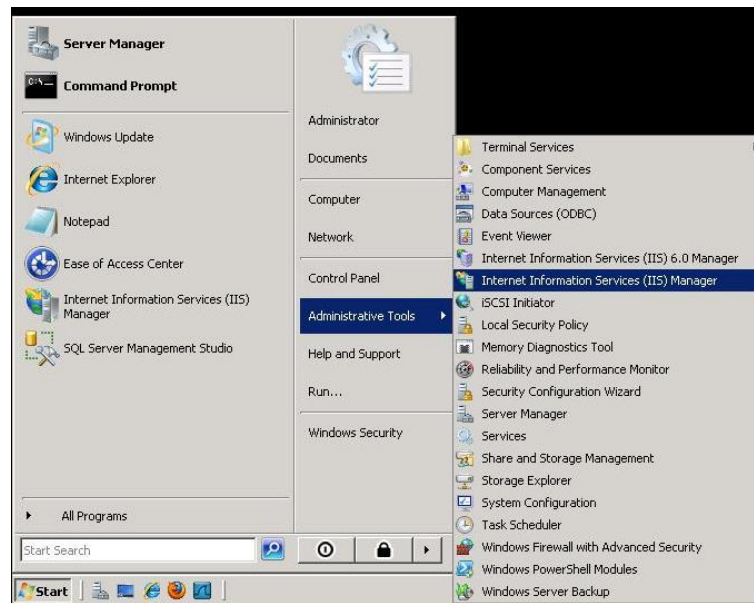 Server Manager
C:\
Command Prompt
Windows Update
Internet Explorer
Notepad
Ease of Access Center
Internet Information Services (IIS)
Manager
SQL Server Management Studio
All Programs
Start Search
Start
Administrator
Documents
Computer
Network
Control Panel
Administrative Tools
Help and Support
Run...
Windows Security
Terminal Services
Component Services
Computer Management
Data Sources (ODBC)
Event Viewer
Internet Information Services (IIS) 6.0 Manager
Internet Information Services (IIS) Manager
iSCSI Initiator
Local Security Policy
Memory Diagnostics Tool
Reliability and Performance Monitor
Security Configuration Wizard
Server Manager
Services
Share and Storage Management
Storage Explorer
System Configuration
Task Scheduler
Windows Firewall with Advanced Security
Windows PowerShell Modules
Windows Server Backup